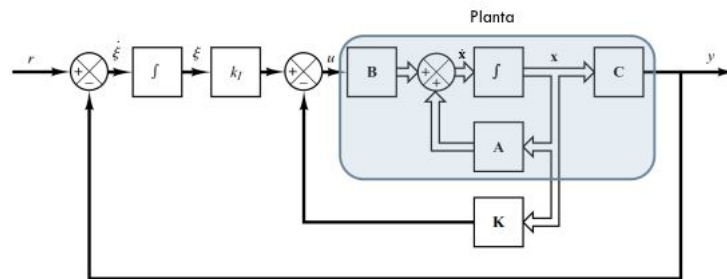 Planta
r
+
−
ξ̇
∫
ξ
k_I
+
−
u
B
+
+
ẋ
∫
x
C
y
A
K